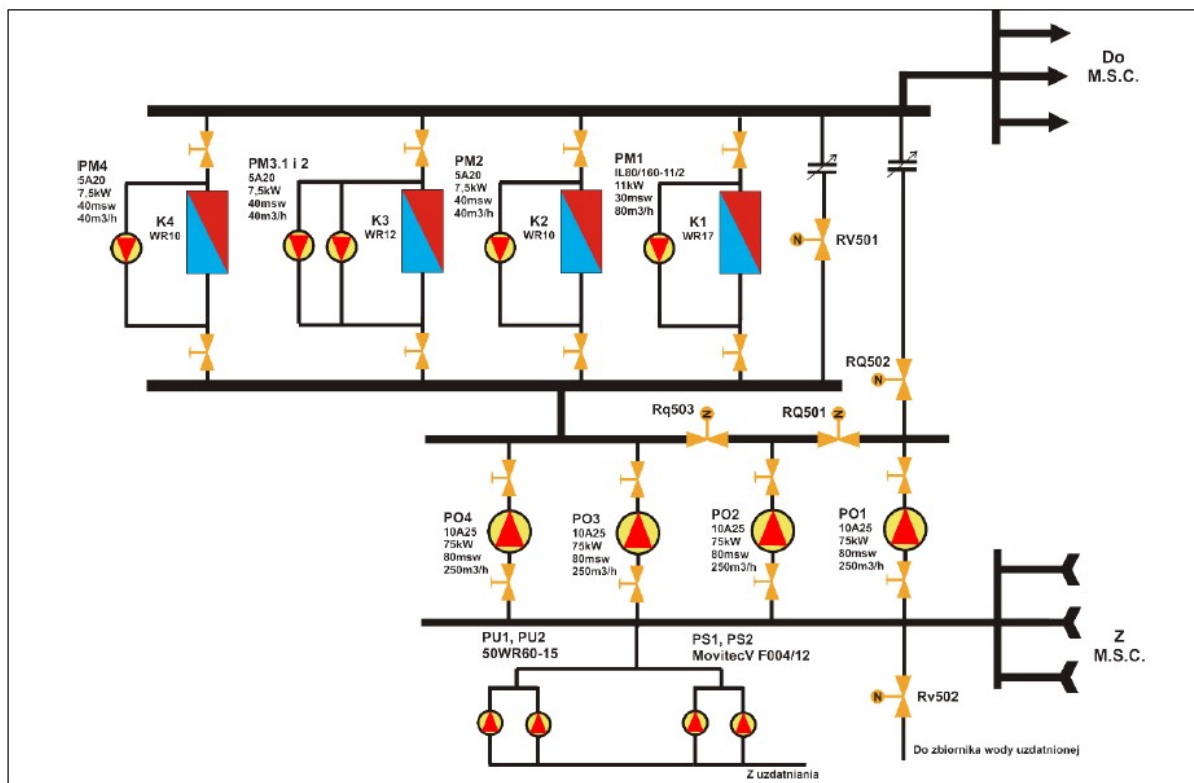 Do
M.S.C.
PM4
5A20
7,5kW
40msw
40m3/h
K4
WR10
PM3.1 i 2
5A20
7,5kW
40msw
40m3/h
K3
WR12
PM2
5A20
7,5kW
40msw
40m3/h
K2
WR10
PM1
IL80/160-11/2
11kW
30msw
80m3/h
K1
WR17
N
RV501
RQ502
N
Rq503
N
RQ501
N
PO4
10A25
75kW
80msw
250m3/h
PO3
10A25
75kW
80msw
250m3/h
PO2
10A25
75kW
80msw
250m3/h
PO1
10A25
75kW
80msw
250m3/h
Z
M.S.C.
PU1, PU2
50WR60-15
PS1, PS2
MovitecV F004/12
N
Rv502
Do zbiornika wody uzdatnionej
Z uzdatniania